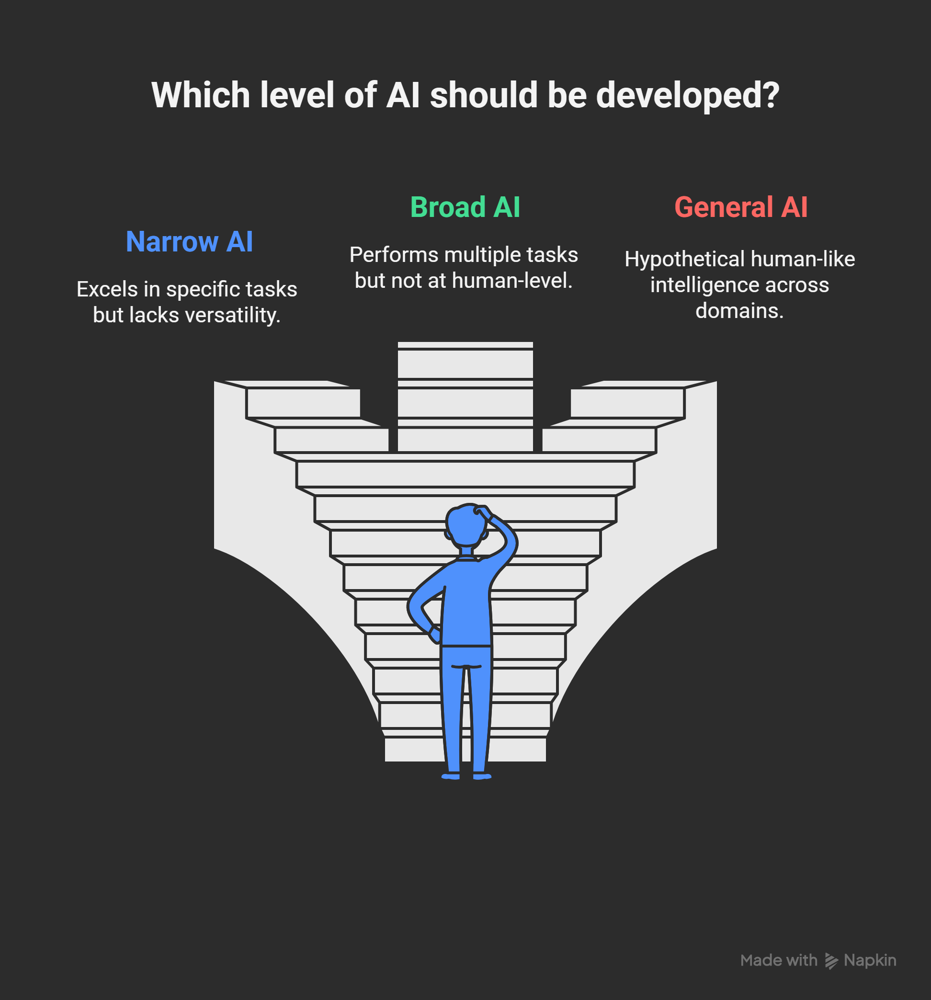 Which level of AI should be developed?
Narrow AI
Excels in specific tasks
but lacks versatility.
Broad AI
Performs multiple tasks
but not at human-level.
General AI
Hypothetical human-like
intelligence across
domains.
Made with Napkin